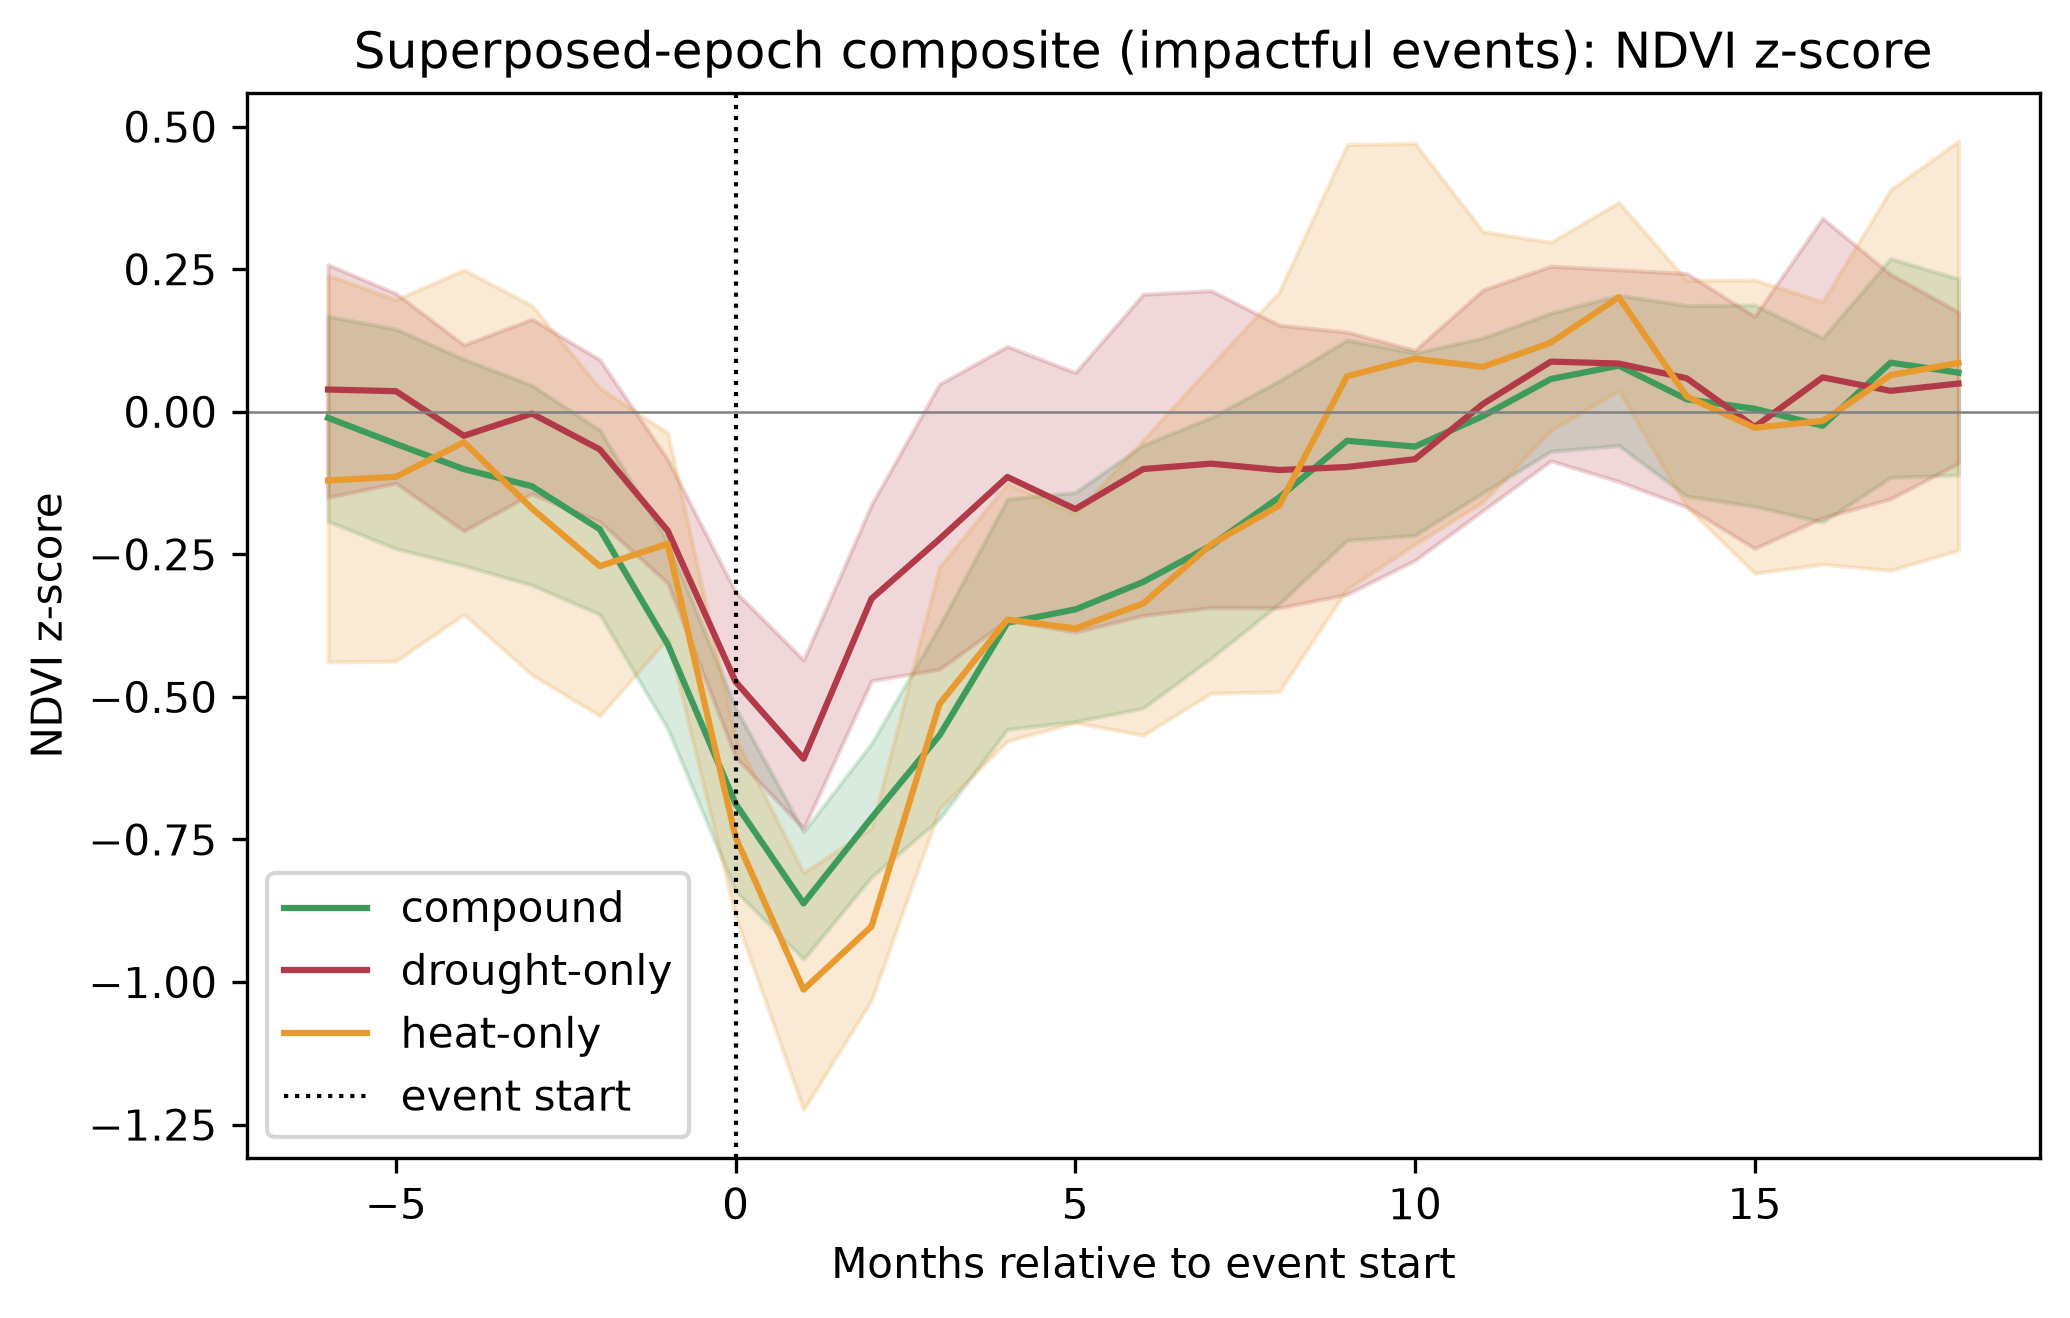 Superposed-epoch composite (impactful events): NDVI z-score
NDVI z-score
0.50
0.25
0.00
−0.25
−0.50
−0.75
−1.00
−1.25
compound
drought-only
heat-only
event start
−5
0
5
10
15
Months relative to event start